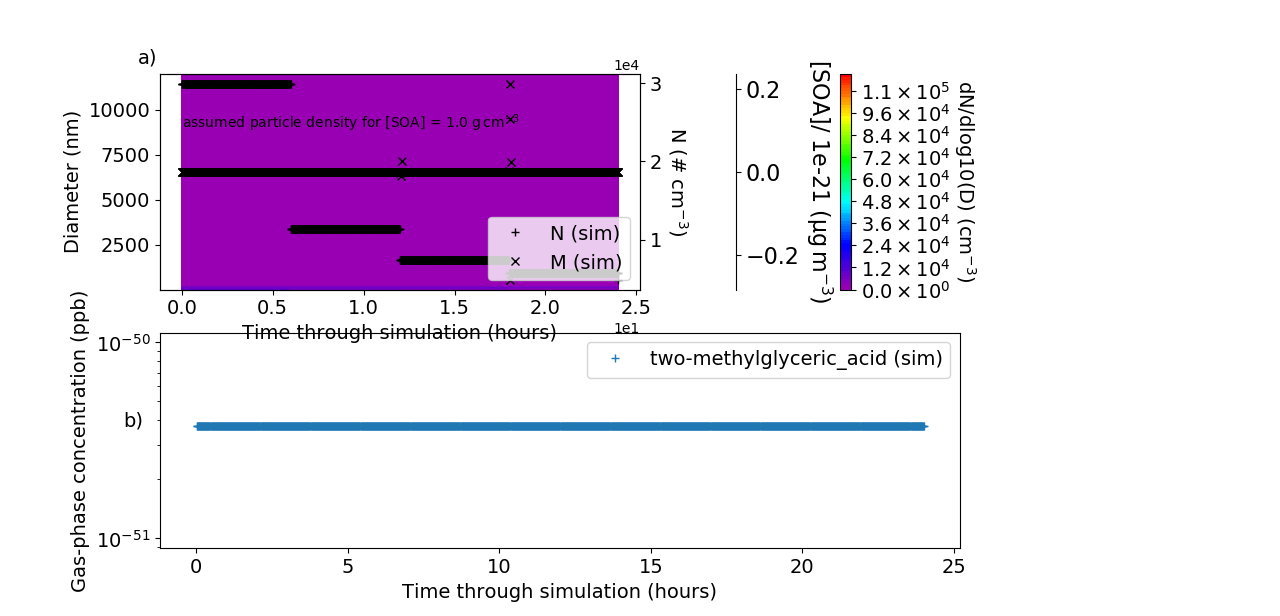 a)
1e4
10000
7500
5000
2500
Diameter (nm)
assumed particle density for [SOA] = 1.0 g cm⁻³
N (sim)
M (sim)
3
2
1
N (# cm⁻³)
0.2
0.0
−0.2
[SOA]/ 1e-21 (µg m⁻³)
1.1 × 10⁵
9.6 × 10⁴
8.4 × 10⁴
7.2 × 10⁴
6.0 × 10⁴
4.8 × 10⁴
3.6 × 10⁴
2.4 × 10⁴
1.2 × 10⁴
0.0 × 10⁰
dN/dlog10(D) (cm⁻³)
0.0 0.5 1.0 1.5 2.0 2.5
1e1
Time through simulation (hours)
b)
10⁻⁵⁰
10⁻⁵¹
Gas-phase concentration (ppb)
two-methylglyceric_acid (sim)
0 5 10 15 20 25
Time through simulation (hours)